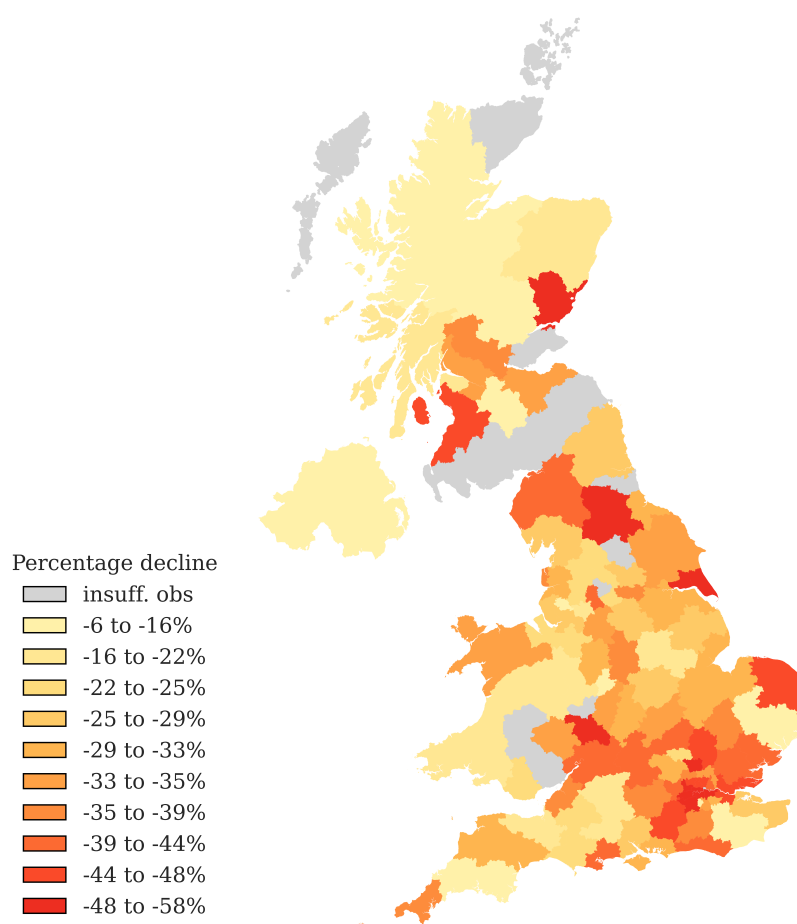 Percentage decline
insuff. obs
-6 to -16%
-16 to -22%
-22 to -25%
-25 to -29%
-29 to -33%
-33 to -35%
-35 to -39%
-39 to -44%
-44 to -48%
-48 to -58%